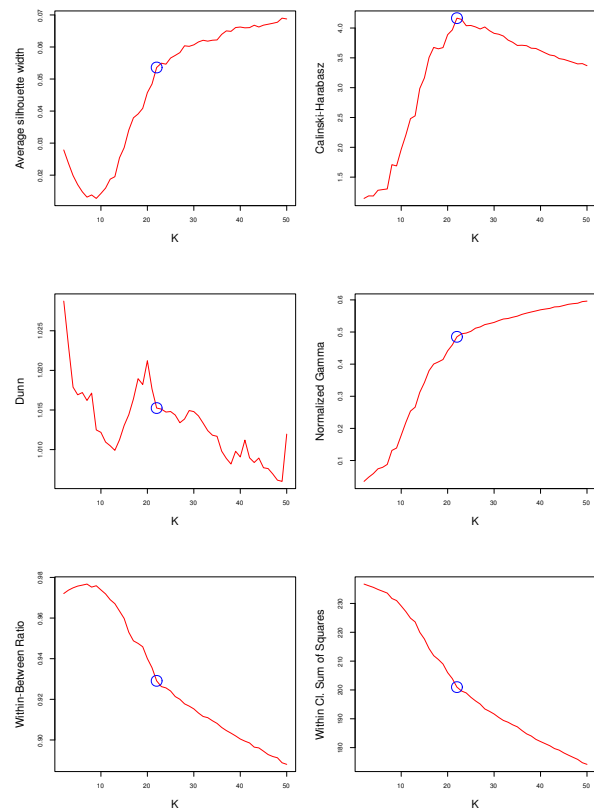 0.07
0.06
0.05
0.04
0.03
0.02
Average silhouette width
10 20 30 40 50
K
4.0
3.5
3.0
2.5
2.0
1.5
Calinski-Harabasz
10 20 30 40 50
K
1.025
1.020
1.015
1.010
Dunn
10 20 30 40 50
K
0.6
0.5
0.4
0.3
0.2
0.1
Normalized Gamma
10 20 30 40 50
K
0.98
0.96
0.94
0.92
0.90
Within-Between Ratio
10 20 30 40 50
K
230
220
210
200
190
180
Within Cl. Sum of Squares
10 20 30 40 50
K